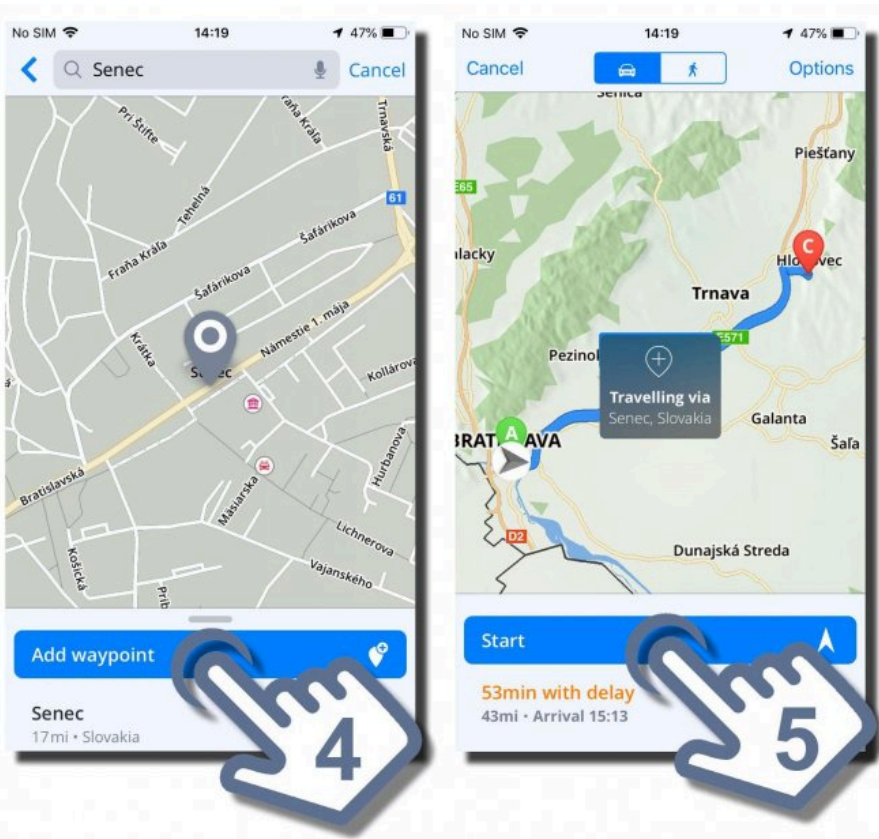 No SIM 14:19 47%
Senec Cancel
Pri Štifte
Fraňa Kráľa
Trnavská
Tehelná
61
Šafárikova
Fraňa Kráľa
Šafárikova
Krátka
Námestie 1. mája
Kollárova
Bratislavská
Hurbanova
Mäsiarska
Lichnerova
Vajanského
Košická
Add waypoint
Senec
17mi • Slovakia
4
No SIM 14:19 47%
Cancel Options
Senica
Piešťany
E65
Trnava
E571
Travelling via
Senec, Slovakia
Galanta
Šaľa
A
C
D2
Dunajská Streda
Start
53min with delay
43mi • Arrival 15:13
5